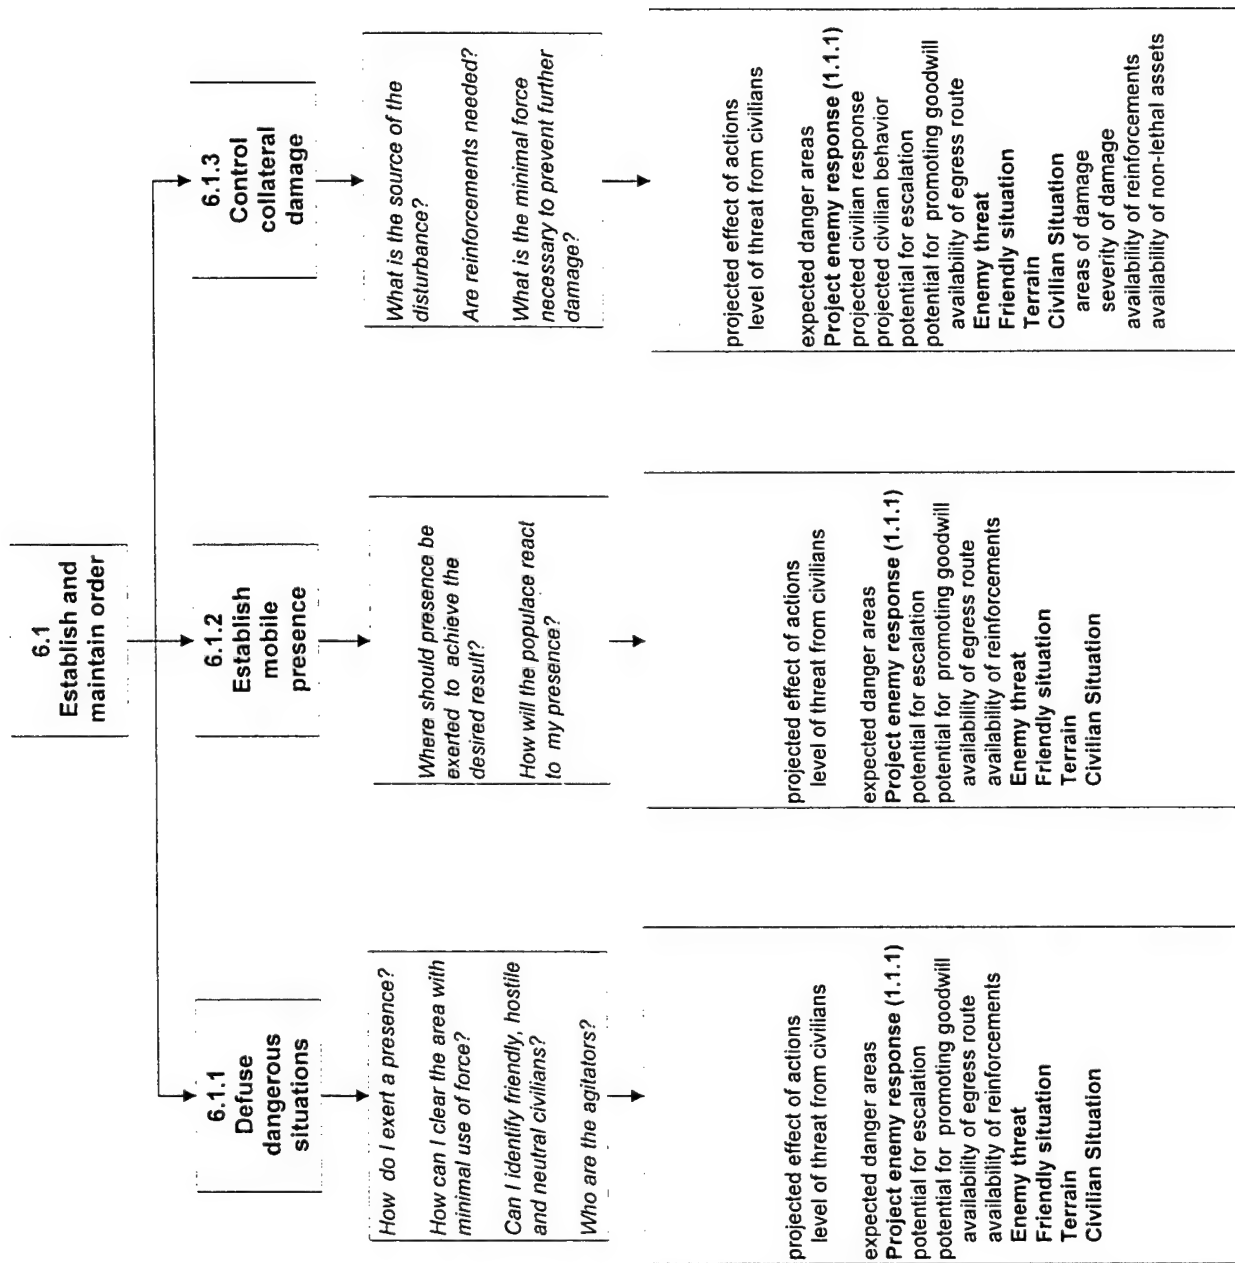 6.1
Establish and
maintain order
6.1.1
Defuse
dangerous
situations
How do I exert a presence?
How can I clear the area with
minimal use of force?
Can I identify friendly, hostile
and neutral civilians?
Who are the agitators?
projected effect of actions
level of threat from civilians
expected danger areas
Project enemy response (1.1.1)
potential for escalation
potential for promoting goodwill
availability of egress route
availability of reinforcements
Enemy threat
Friendly situation
Terrain
Civilian Situation
6.1.2
Establish
mobile
presence
Where should presence be
exerted to achieve the
desired result?
How will the populace react
to my presence?
projected effect of actions
level of threat from civilians
expected danger areas
Project enemy response (1.1.1)
potential for escalation
potential for promoting goodwill
availability of egress route
availability of reinforcements
Enemy threat
Friendly situation
Terrain
Civilian Situation
6.1.3
Control
collateral
damage
What is the source of the
disturbance?
Are reinforcements needed?
What is the minimal force
necessary to prevent further
damage?
projected effect of actions
level of threat from civilians
expected danger areas
Project enemy response (1.1.1)
projected civilian response
projected civilian behavior
potential for escalation
potential for promoting goodwill
availability of egress route
Enemy threat
Friendly situation
Terrain
Civilian Situation
areas of damage
severity of damage
availability of reinforcements
availability of non-lethal assets